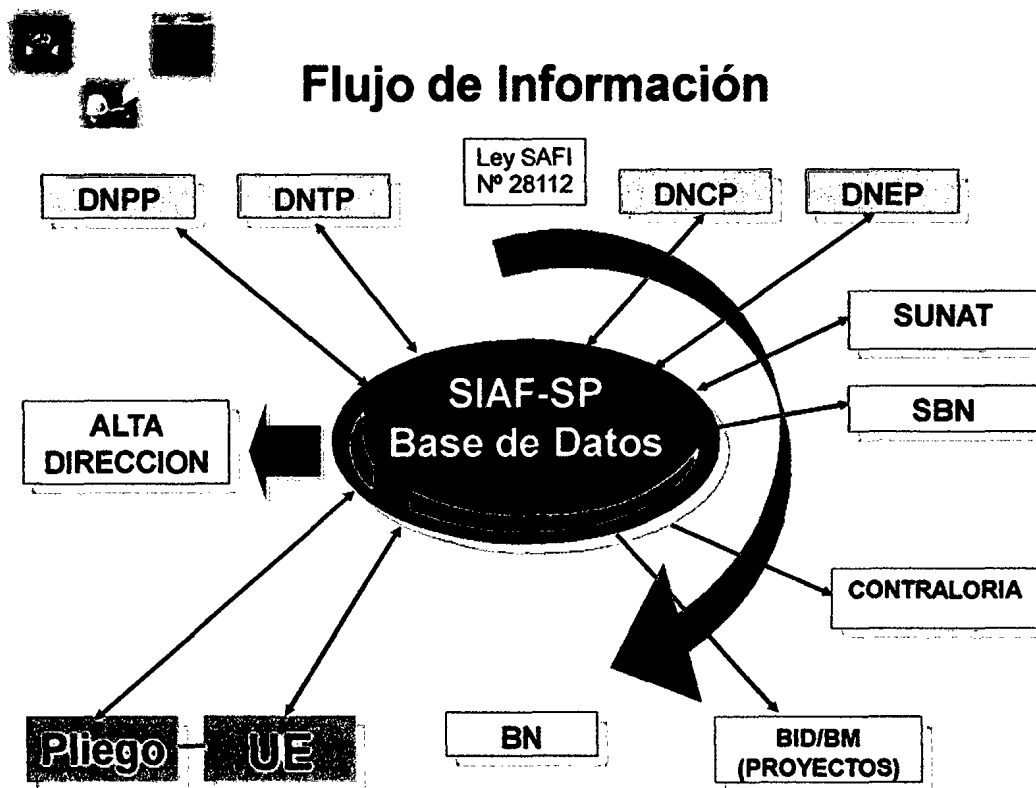 Flujo de Información
Ley SAFI
Nº 28112
DNPP
DNTP
DNCP
DNEP
SUNAT
SIAF-SP
Base de Datos
SBN
ALTA
DIRECCION
CONTRALORIA
Pliego
UE
BN
BID/BM
(PROYECTOS)